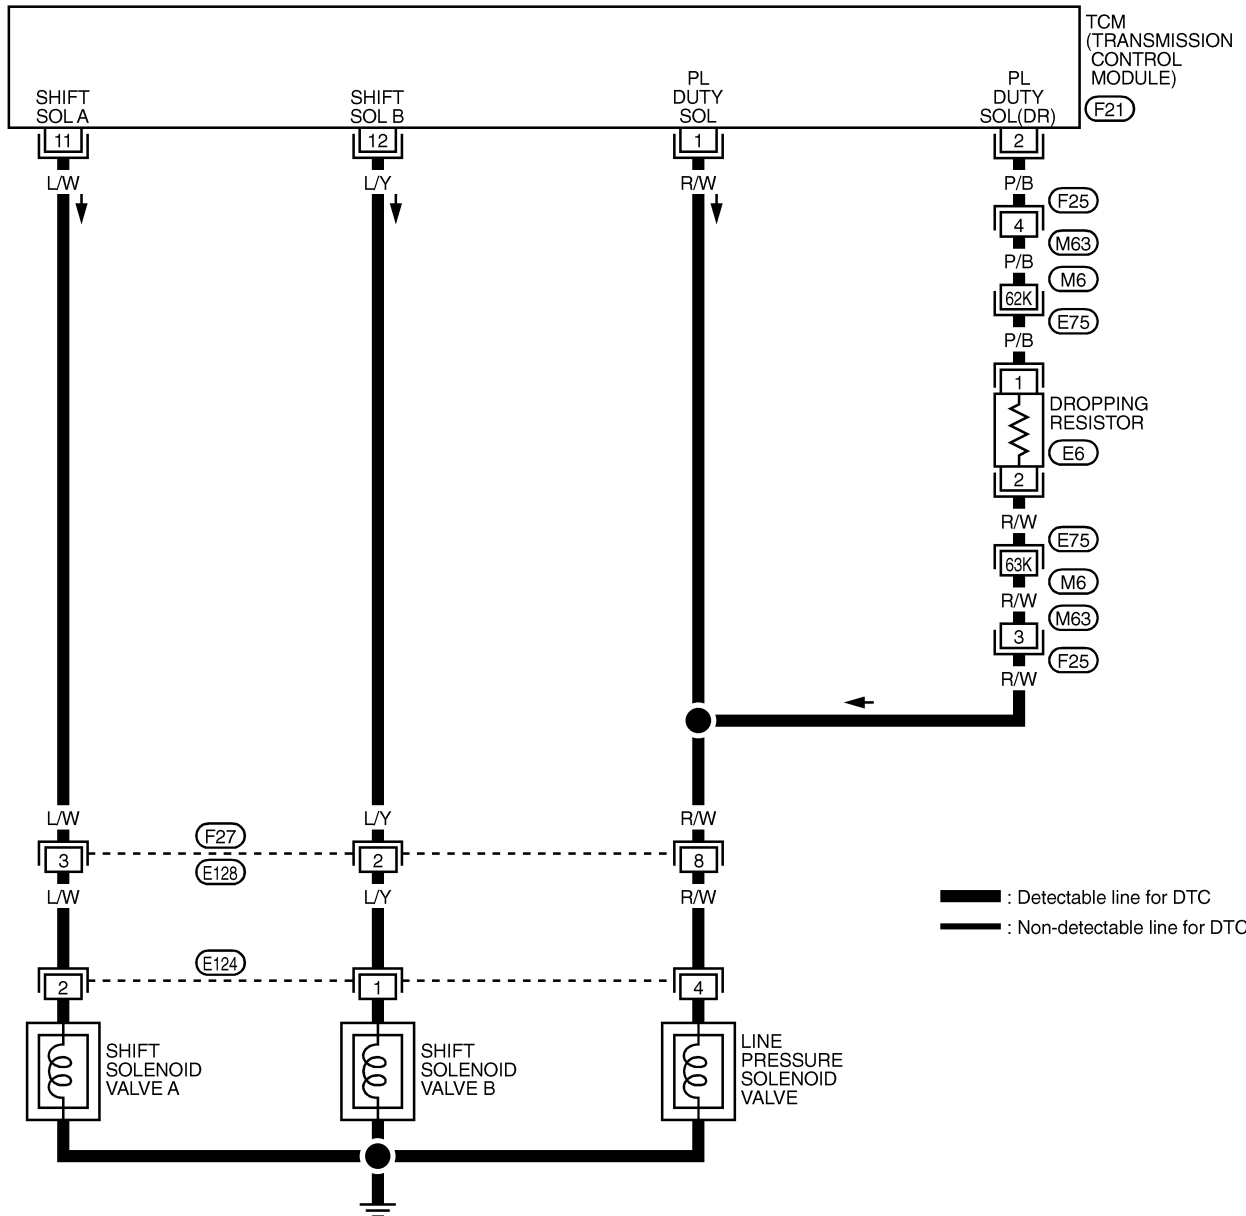 TCM
(TRANSMISSION
CONTROL
MODULE)
F21
SHIFT
SOL A
SHIFT
SOL B
PL
DUTY
SOL
PL
DUTY
SOL(DR)
11
12
1
2
L/W
L/Y
R/W
P/B
F25
4
M63
P/B
M6
62K
E75
P/B
1
DROPPING
RESISTOR
E6
2
R/W
E75
63K
M6
R/W
M63
3
F25
R/W
L/W
L/Y
R/W
F27
3
2
8
E128
L/W
L/Y
R/W
: Detectable line for DTC
: Non-detectable line for DTC
E124
2
1
4
SHIFT
SOLENOID
VALVE A
SHIFT
SOLENOID
VALVE B
LINE
PRESSURE
SOLENOID
VALVE